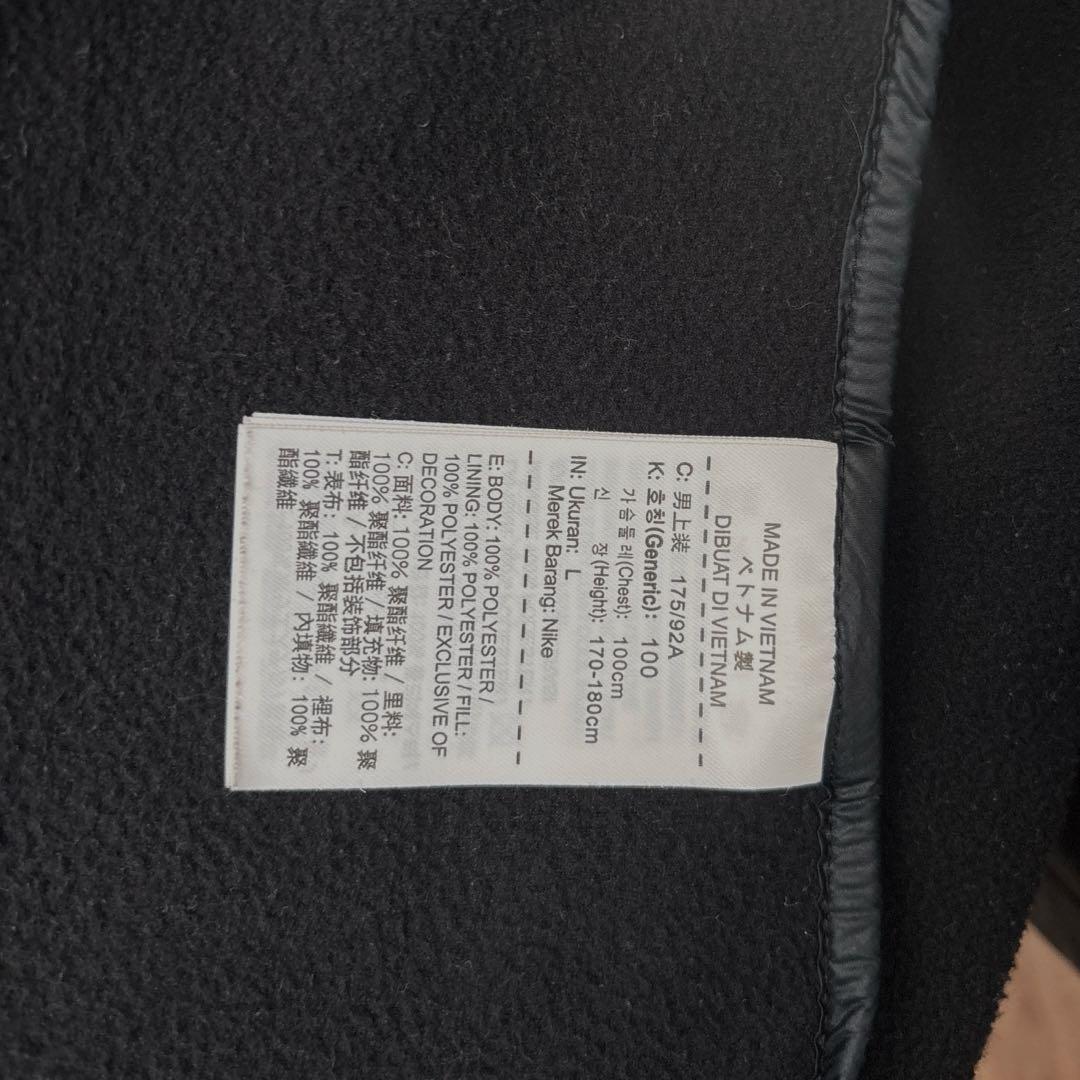 MADE IN VIETNAM
ベトナム製
DIBUAT DI VIETNAM
C: 男上装 175/92A
K: 호칭(Generic): 100
가슴둘레(Chest): 100cm
신 장(Height): 170-180cm
IN: Ukuran: L
Merek Barang: Nike
E: BODY: 100% POLYESTER /
LINING: 100% POLYESTER / FILL:
100% POLYESTER / EXCLUSIVE OF
DECORATION
C: 面料: 100% 聚酯纤维 / 里料:
100% 聚酯纤维 / 填充物: 100% 聚
酯纤维 / 不包括装饰部分
T: 表布: 100% 聚酯纖維 / 裡布:
100% 聚酯纖維 / 內填物: 100% 聚
酯纖維